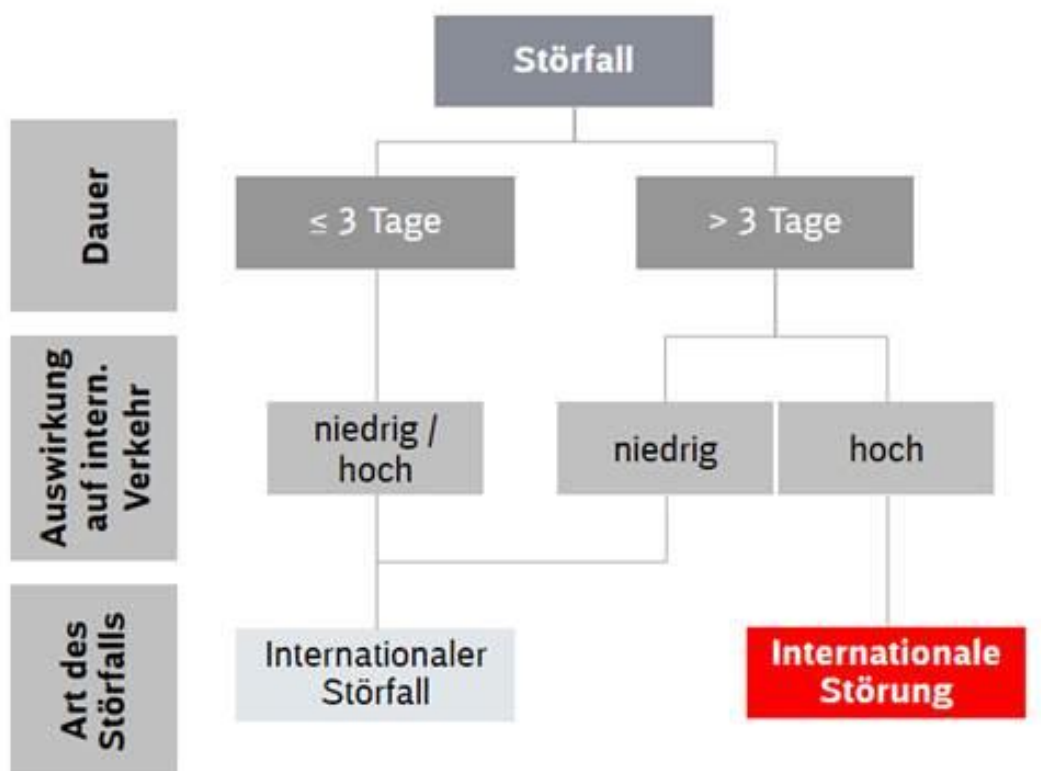 Störfall
Dauer
≤ 3 Tage
> 3 Tage
Auswirkung
auf intern.
Verkehr
niedrig /
hoch
niedrig
hoch
Art des
Störfalls
Internationaler
Störfall
Internationale
Störung